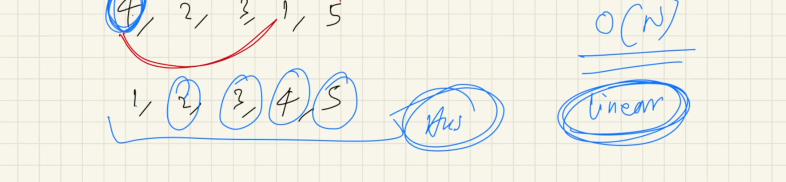 4, 2, 3, 1, 5
O(N)
1, 2, 3, 4, 5
Ans
linear